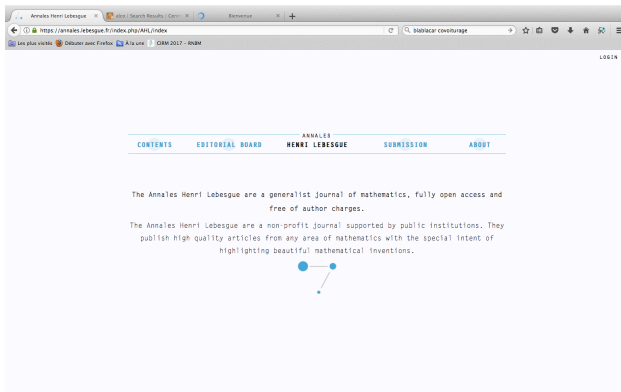 Annales Henri Lebesgue
Bienvenue
https://annales.lebesgue.fr/index.php/AHL/index
blablacar covoiturage
Les plus visités Débuter avec Firefox À la une CIRM 2017 - RNBM
LOGIN
ANNALES
CONTENTS EDITORIAL BOARD HENRI LEBESGUE SUBMISSION ABOUT
The Annales Henri Lebesgue are a generalist journal of mathematics, fully open access and
free of author charges.
The Annales Henri Lebesgue are a non-profit journal supported by public institutions. They
publish high quality articles from any area of mathematics with the special intent of
highlighting beautiful mathematical inventions.